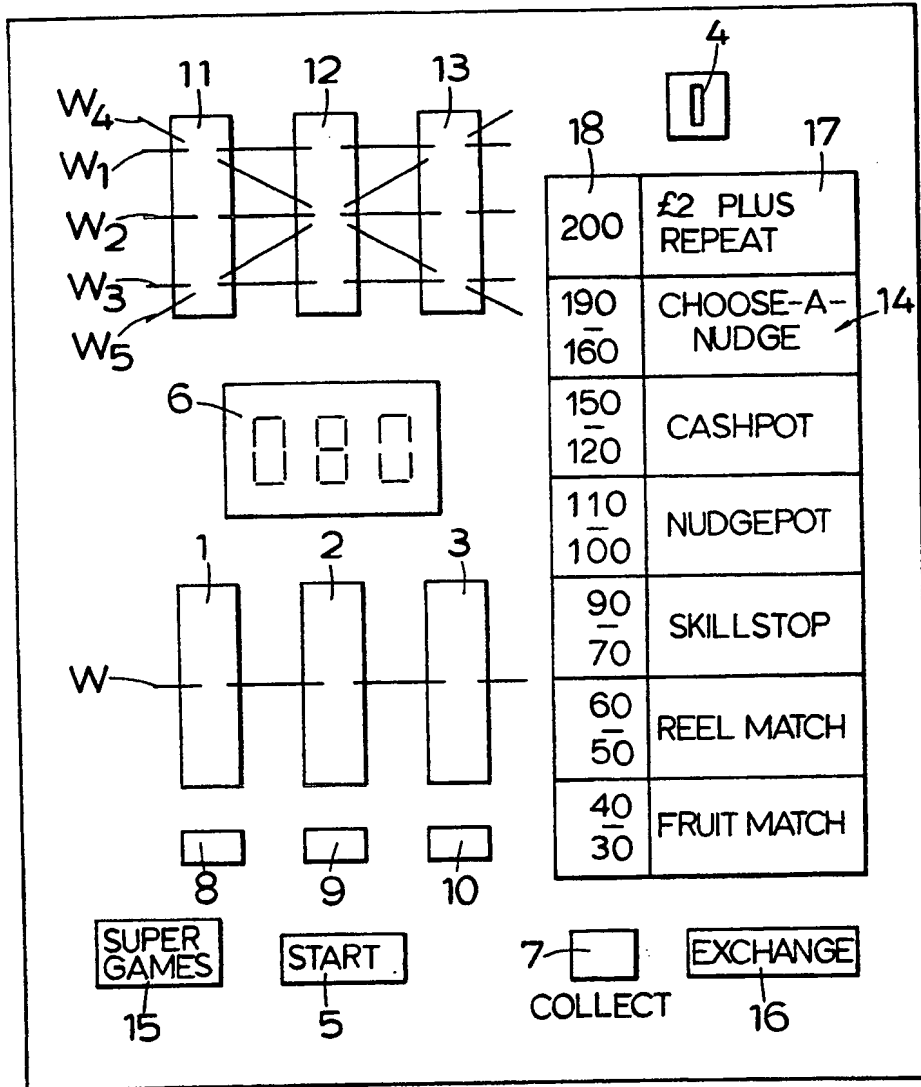 4
11 12 13
W4
W1
W2
W3
W5
18 17
200 £2 PLUS
REPEAT
190
–
160
CHOOSE-A-
NUDGE
14
6
080
150
–
120
CASHPOT
110
–
100
NUDGEPOT
1 2 3
90
–
70
SKILLSTOP
W
60
–
50
REEL MATCH
40
–
30
FRUIT MATCH
8 9 10
SUPER
GAMES
START
7
EXCHANGE
COLLECT
15 5 16